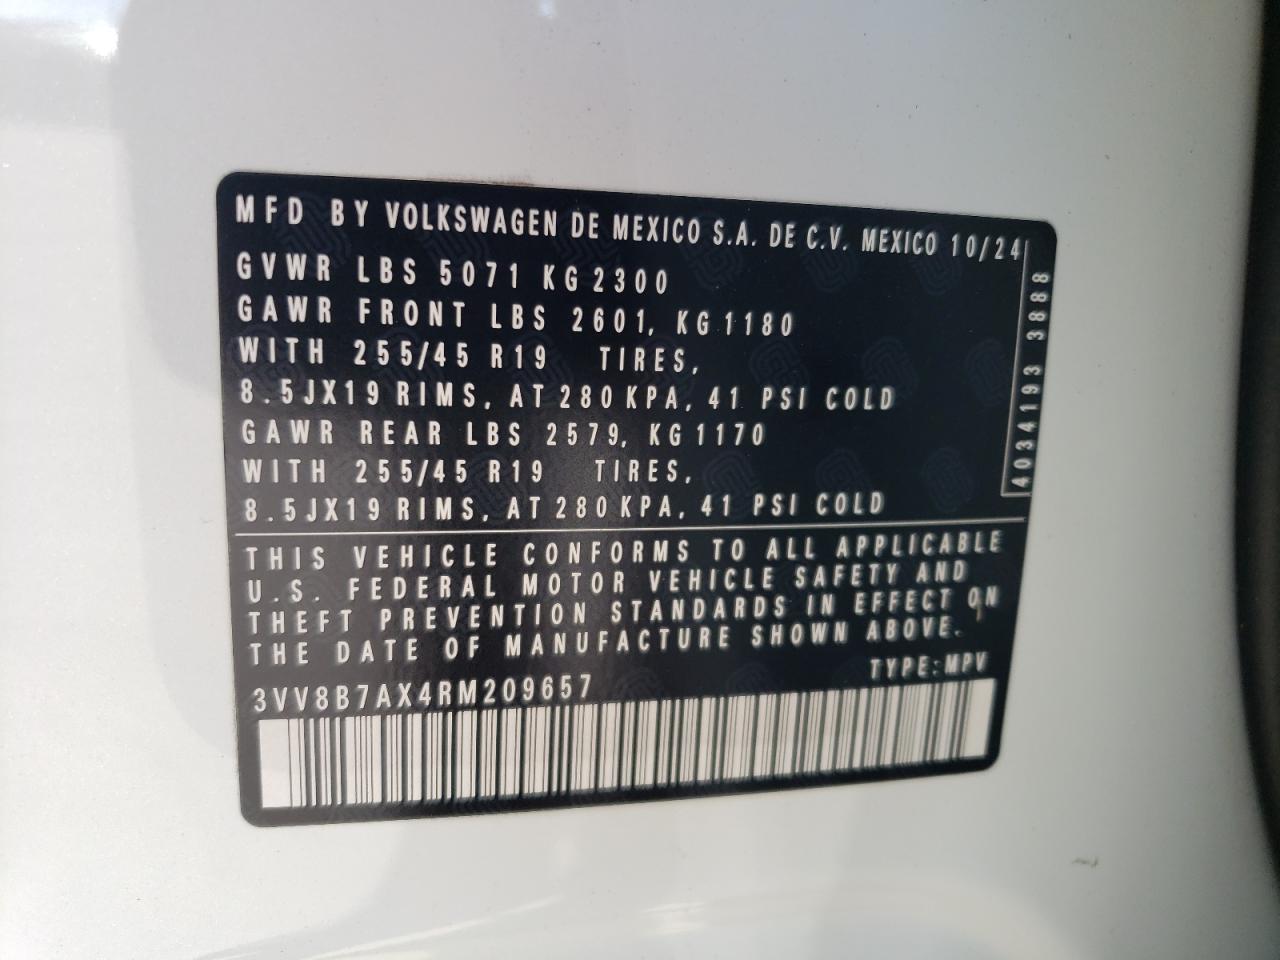 MFD BY VOLKSWAGEN DE MEXICO S.A. DE C.V. MEXICO 10/24
GVWR LBS 5071 KG 2300
GAWR FRONT LBS 2601, KG 1180
WITH 255/45 R19 TIRES,
8.5JX19 RIMS, AT 280 KPA, 41 PSI COLD
GAWR REAR LBS 2579, KG 1170
WITH 255/45 R19 TIRES,
8.5JX19 RIMS, AT 280 KPA, 41 PSI COLD
4034193 3888
THIS VEHICLE CONFORMS TO ALL APPLICABLE
U.S. FEDERAL MOTOR VEHICLE SAFETY AND
THEFT PREVENTION STANDARDS IN EFFECT ON
THE DATE OF MANUFACTURE SHOWN ABOVE.
TYPE: MPV
3VV8B7AX4RM209657